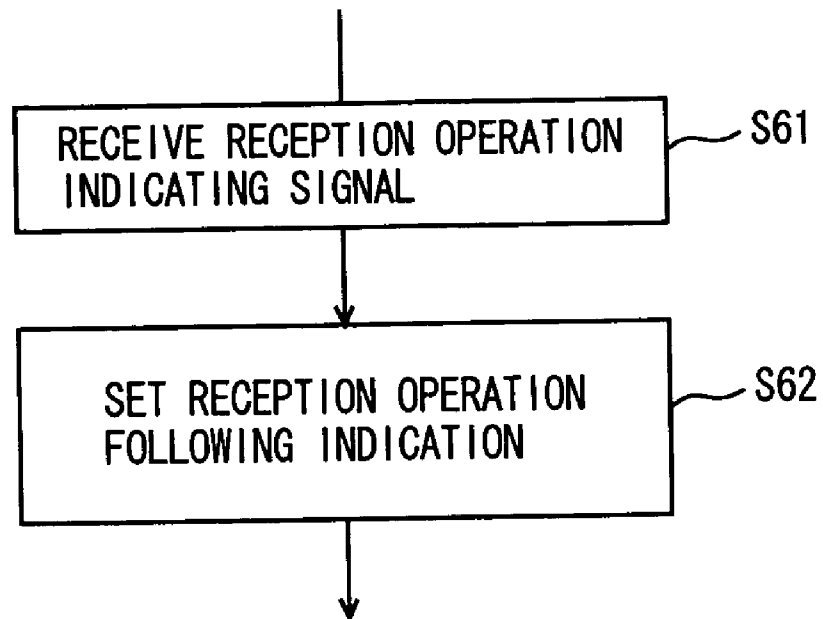 RECEIVE RECEPTION OPERATION
INDICATING SIGNAL
S61
SET RECEPTION OPERATION
FOLLOWING INDICATION
S62